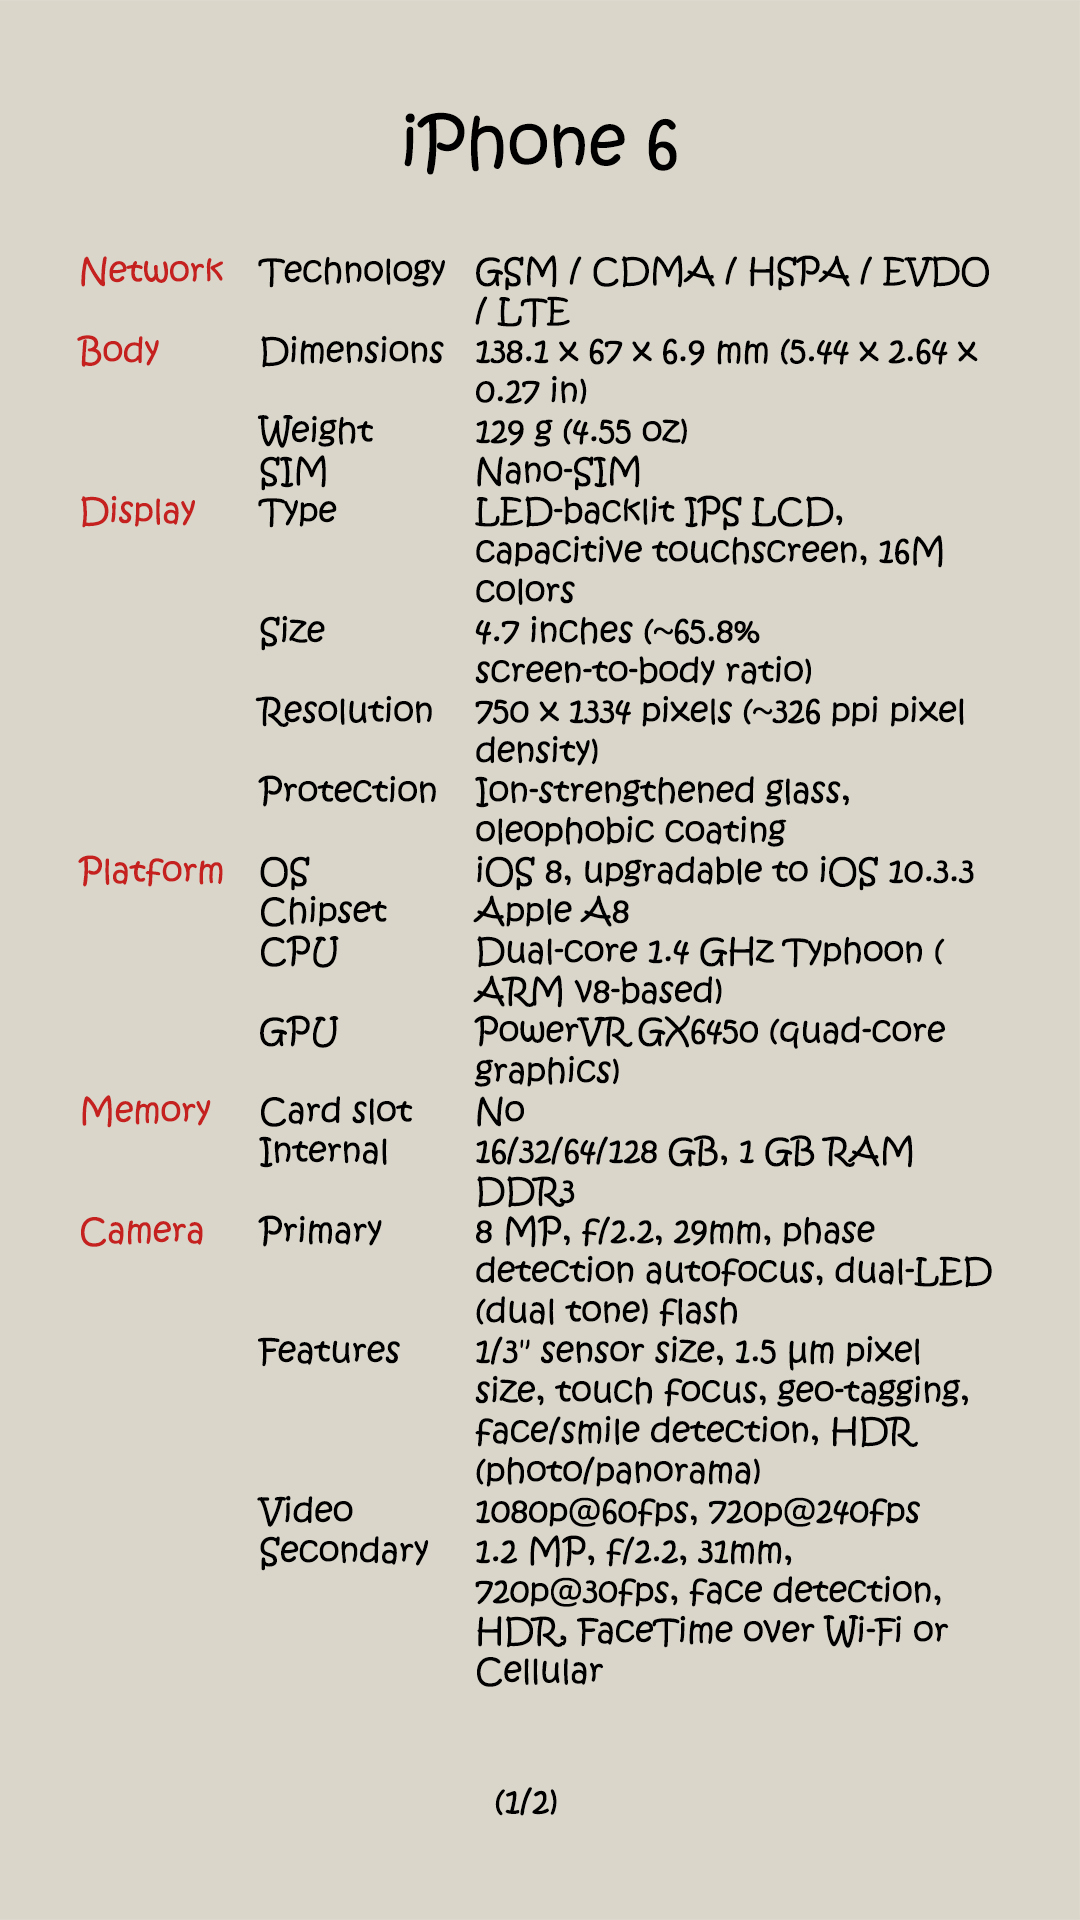 iPhone 6
Network Technology GSM / CDMA / HSPA / EVDO
/ LTE
Body Dimensions 138.1 x 67 x 6.9 mm (5.44 x 2.64 x
0.27 in)
Weight 129 g (4.55 oz)
SIM Nano-SIM
Display Type LED-backlit IPS LCD,
capacitive touchscreen, 16M
colors
Size 4.7 inches (~65.8%
screen-to-body ratio)
Resolution 750 x 1334 pixels (~326 ppi pixel
density)
Protection Ion-strengthened glass,
oleophobic coating
Platform OS iOS 8, upgradable to iOS 10.3.3
Chipset Apple A8
CPU Dual-core 1.4 GHz Typhoon (
ARM v8-based)
GPU PowerVR GX6450 (quad-core
graphics)
Memory Card slot No
Internal 16/32/64/128 GB, 1 GB RAM
DDR3
Camera Primary 8 MP, f/2.2, 29mm, phase
detection autofocus, dual-LED
(dual tone) flash
Features 1/3" sensor size, 1.5 µm pixel
size, touch focus, geo-tagging,
face/smile detection, HDR
(photo/panorama)
Video 1080p@60fps, 720p@240fps
Secondary 1.2 MP, f/2.2, 31mm,
720p@30fps, face detection,
HDR, FaceTime over Wi-Fi or
Cellular
(1/2)